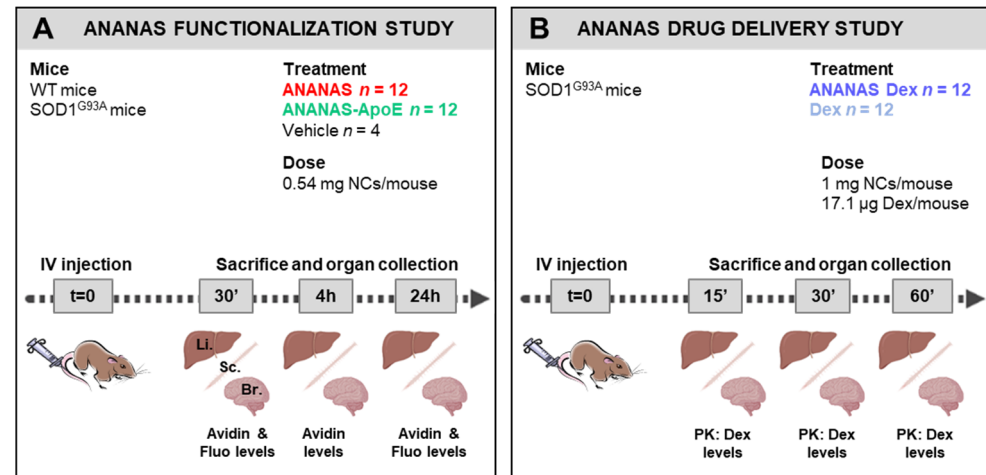 A ANANAS FUNCTIONALIZATION STUDY
Mice
WT mice
SOD1^G93A mice
Treatment
ANANAS n = 12
ANANAS-ApoE n = 12
Vehicle n = 4
Dose
0.54 mg NCs/mouse
IV injection
Sacrifice and organ collection
t=0
30’
4h
24h
Li.
Sc.
Br.
Avidin &
Fluo levels
Avidin
levels
Avidin &
Fluo levels
B ANANAS DRUG DELIVERY STUDY
Mice
SOD1^G93A mice
Treatment
ANANAS Dex n = 12
Dex n = 12
Dose
1 mg NCs/mouse
17.1 µg Dex/mouse
IV injection
Sacrifice and organ collection
t=0
15’
30’
60’
PK: Dex
levels
PK: Dex
levels
PK: Dex
levels